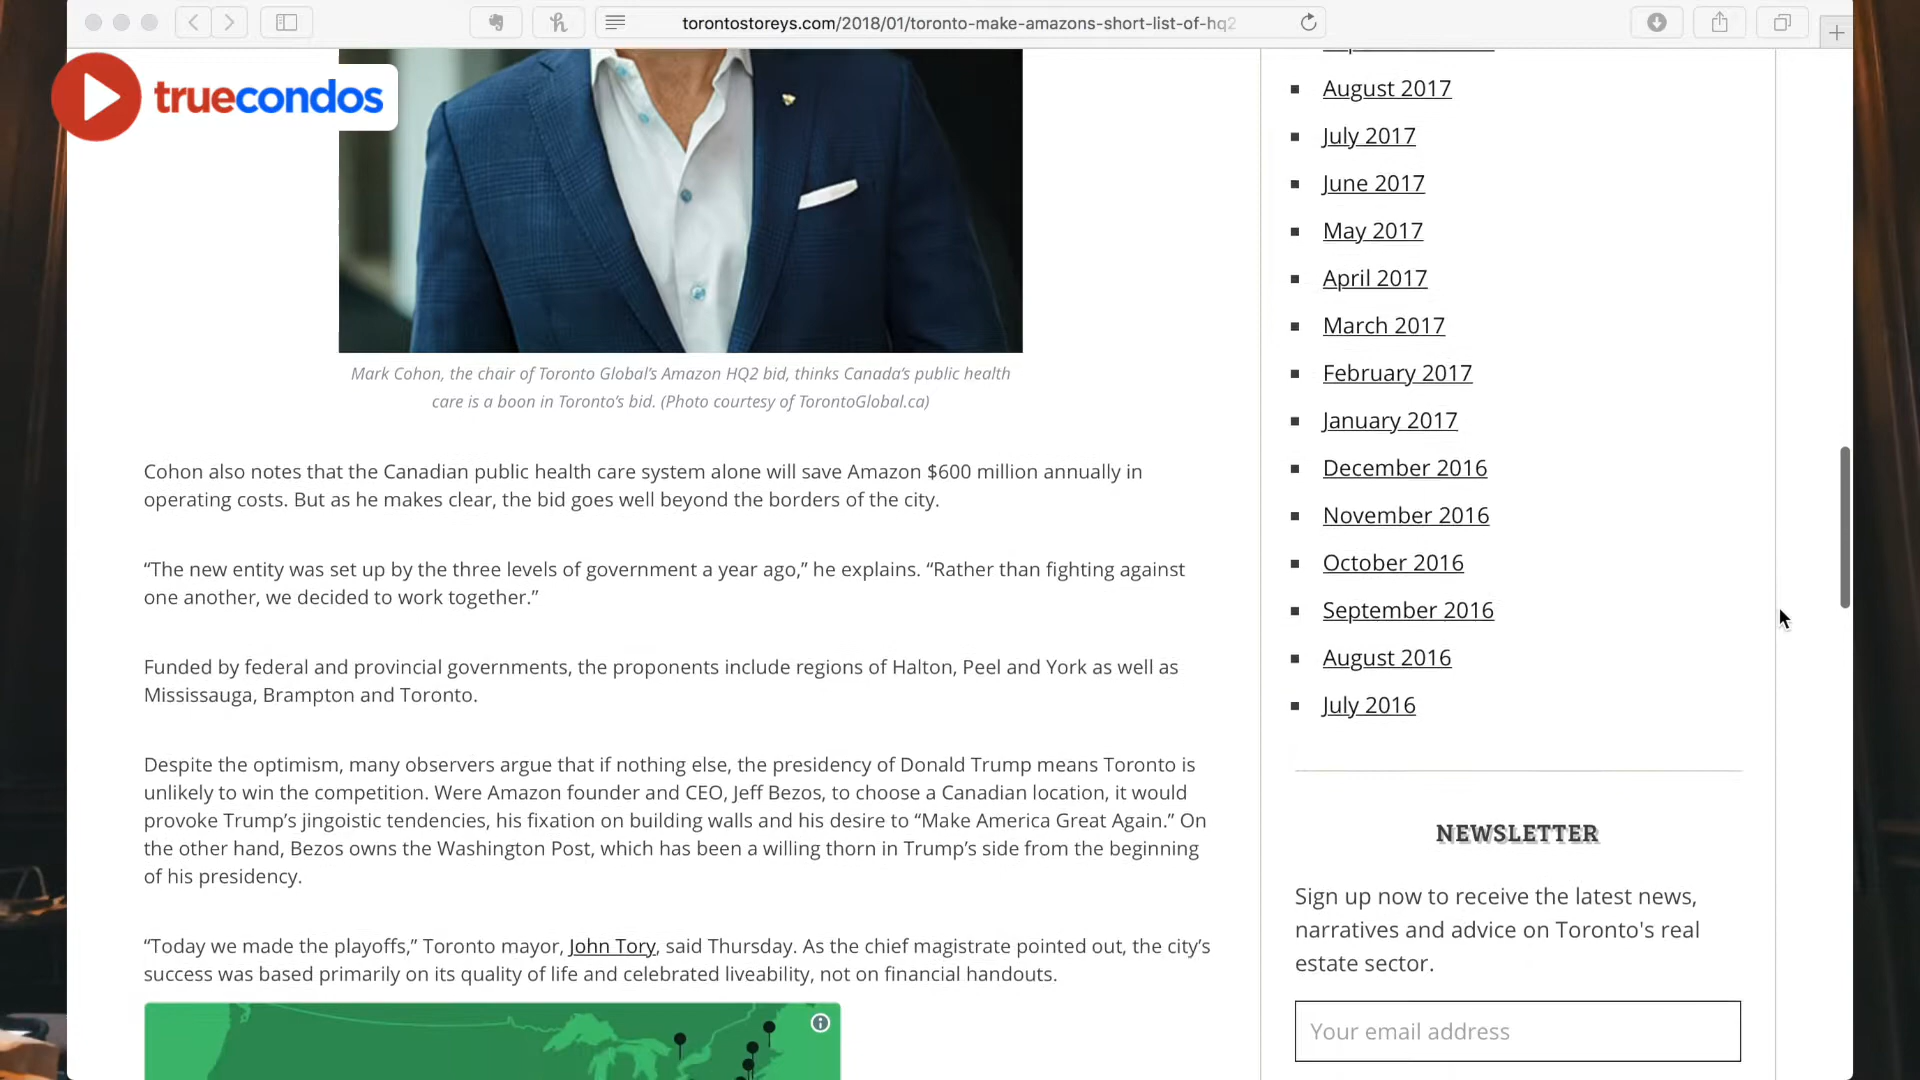 torontostoreys.com/2018/01/toronto-make-amazons-short-list-of-hq2
truecondos
Mark Cohon, the chair of Toronto Global’s Amazon HQ2 bid, thinks Canada’s public health
care is a boon in Toronto’s bid. (Photo courtesy of TorontoGlobal.ca)
Cohon also notes that the Canadian public health care system alone will save Amazon $600 million annually in
operating costs. But as he makes clear, the bid goes well beyond the borders of the city.
“The new entity was set up by the three levels of government a year ago,” he explains. “Rather than fighting against
one another, we decided to work together.”
Funded by federal and provincial governments, the proponents include regions of Halton, Peel and York as well as
Mississauga, Brampton and Toronto.
Despite the optimism, many observers argue that if nothing else, the presidency of Donald Trump means Toronto is
unlikely to win the competition. Were Amazon founder and CEO, Jeff Bezos, to choose a Canadian location, it would
provoke Trump’s jingoistic tendencies, his fixation on building walls and his desire to “Make America Great Again.” On
the other hand, Bezos owns the Washington Post, which has been a willing thorn in Trump’s side from the beginning
of his presidency.
“Today we made the playoffs,” Toronto mayor, John Tory, said Thursday. As the chief magistrate pointed out, the city’s
success was based primarily on its quality of life and celebrated liveability, not on financial handouts.
August 2017
July 2017
June 2017
May 2017
April 2017
March 2017
February 2017
January 2017
December 2016
November 2016
October 2016
September 2016
August 2016
July 2016
NEWSLETTER
Sign up now to receive the latest news,
narratives and advice on Toronto's real
estate sector.
Your email address